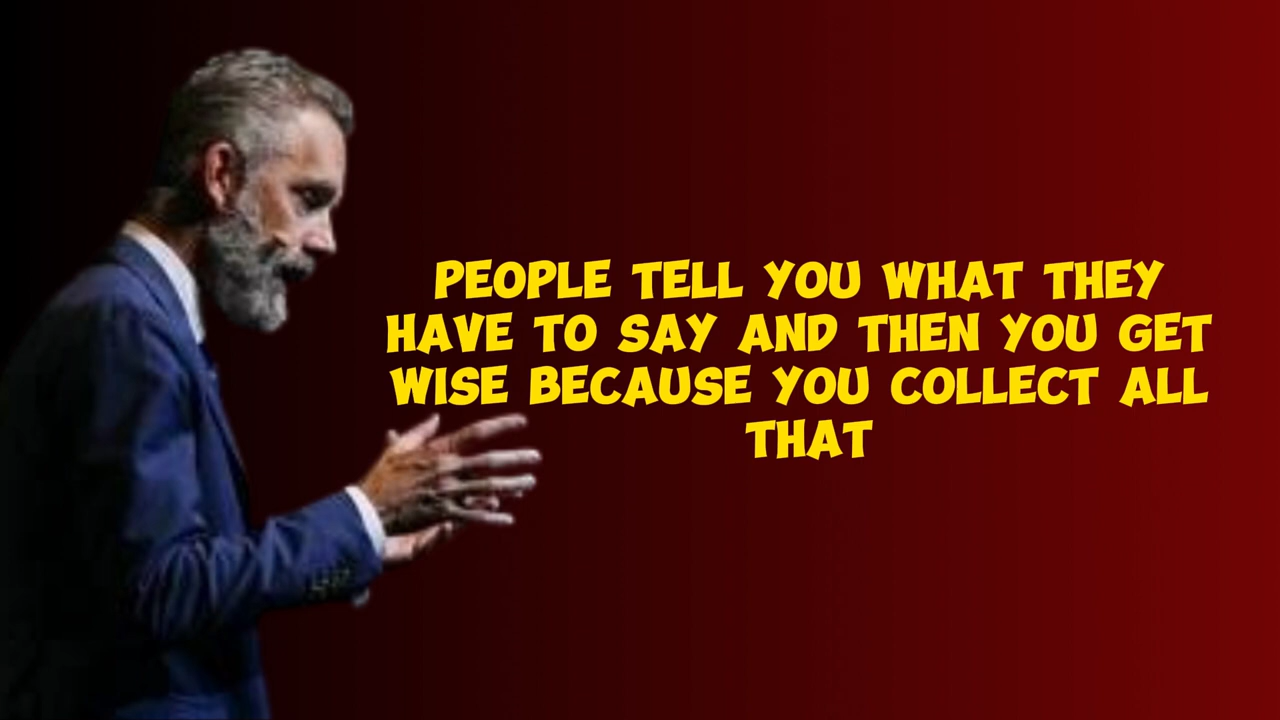 PEOPLE TELL YOU WHAT THEY
HAVE TO SAY AND THEN YOU GET
WISE BECAUSE YOU COLLECT ALL
THAT